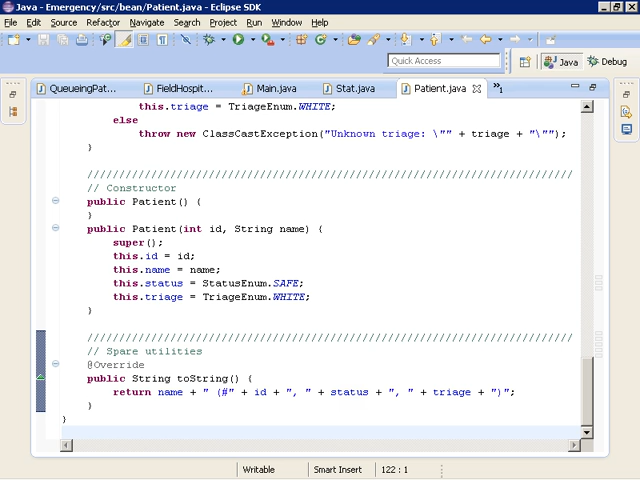 Java - Emergency/src/bean/Patient.java - Eclipse SDK
File Edit Source Refactor Navigate Search Project Run Window Help
Quick Access
Java
Debug
QueueingPat...
FieldHospit...
Main.java
Stat.java
Patient.java
»1
this.triage = TriageEnum.WHITE;
else
throw new ClassCastException("Unknown triage: \"" + triage + "\"");
}
////////////////////////////////////////////////////////////////////////////
// Constructor
public Patient() {
}
public Patient(int id, String name) {
super();
this.id = id;
this.name = name;
this.status = StatusEnum.SAFE;
this.triage = TriageEnum.WHITE;
}
////////////////////////////////////////////////////////////////////////////
// Spare utilities
@Override
public String toString() {
return name + " (#" + id + ", " + status + ", " + triage + ")";
}
}
Writable
Smart Insert
122 : 1